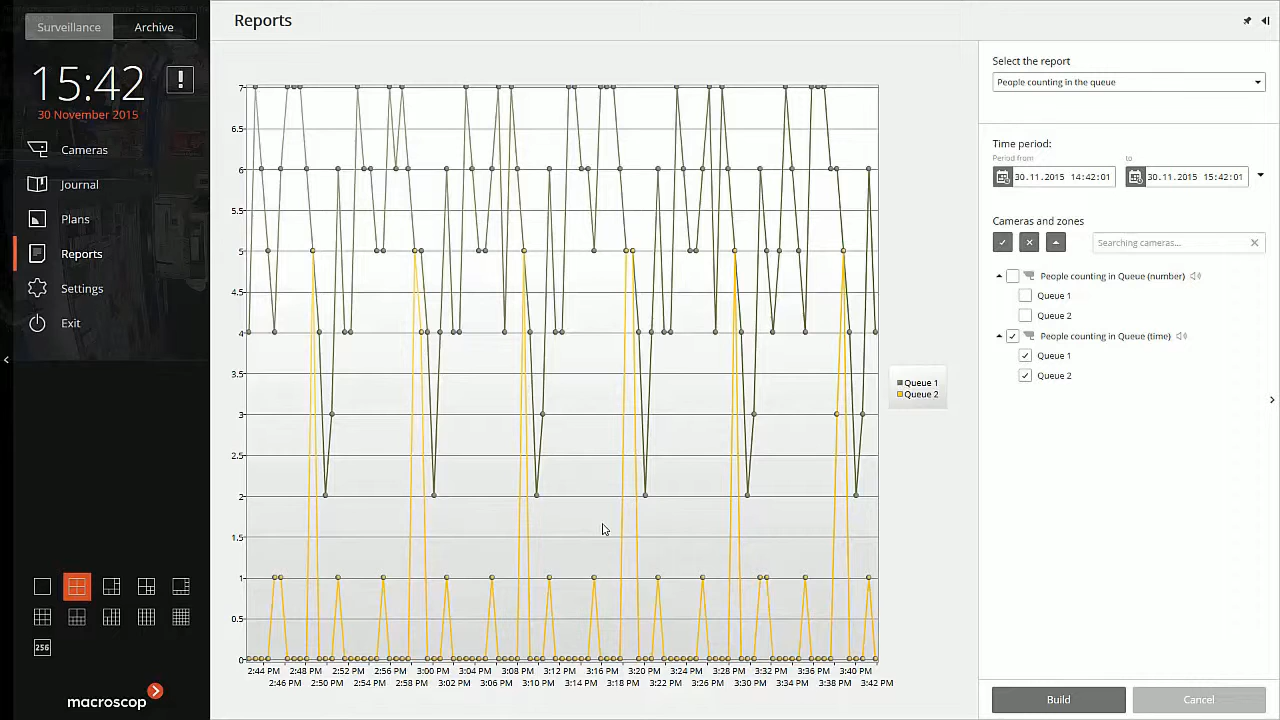 Surveillance
Archive
15:42
!
30 November 2015
Cameras
Journal
Plans
Reports
Settings
Exit
256
macroscop
Reports
7
6.5
6
5.5
5
4.5
4
3.5
3
2.5
2
1.5
1
0.5
0
2:44 PM 2:48 PM 2:52 PM 2:56 PM 3:00 PM 3:04 PM 3:08 PM 3:12 PM 3:16 PM 3:20 PM 3:24 PM 3:28 PM 3:32 PM 3:36 PM 3:40 PM
2:46 PM 2:50 PM 2:54 PM 2:58 PM 3:02 PM 3:06 PM 3:10 PM 3:14 PM 3:18 PM 3:22 PM 3:26 PM 3:30 PM 3:34 PM 3:38 PM 3:42 PM
Queue 1
Queue 2
Select the report
People counting in the queue
Time period:
Period from
to
30.11.2015 14:42:01
30.11.2015 15:42:01
Cameras and zones
Searching cameras...
People counting in Queue (number)
Queue 1
Queue 2
People counting in Queue (time)
Queue 1
Queue 2
Build
Cancel